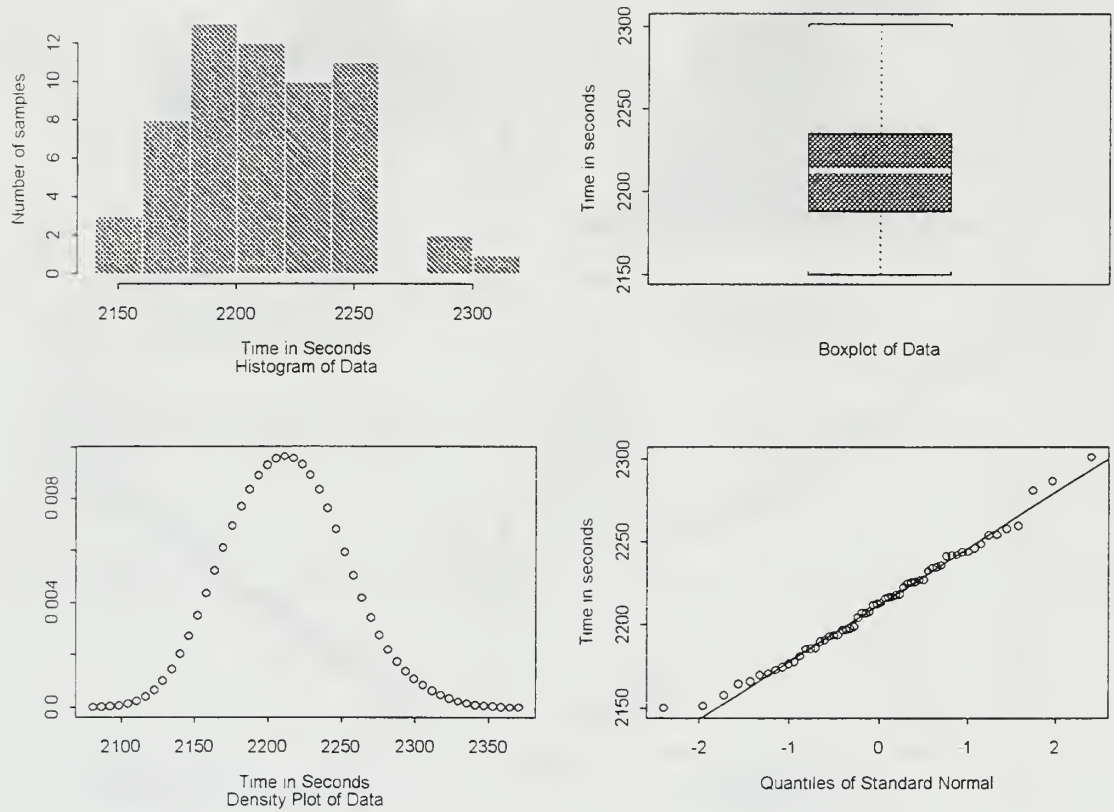 Number of samples
12
10
8
6
4
2
0
2150 2200 2250 2300
Time in Seconds
Histogram of Data
Time in seconds
2300
2250
2200
2150
Boxplot of Data
0 008
0 004
0 0
2100 2150 2200 2250 2300 2350
Time in Seconds
Density Plot of Data
Time in seconds
2300
2250
2200
2150
-2 -1 0 -1 2
Quantiles of Standard Normal